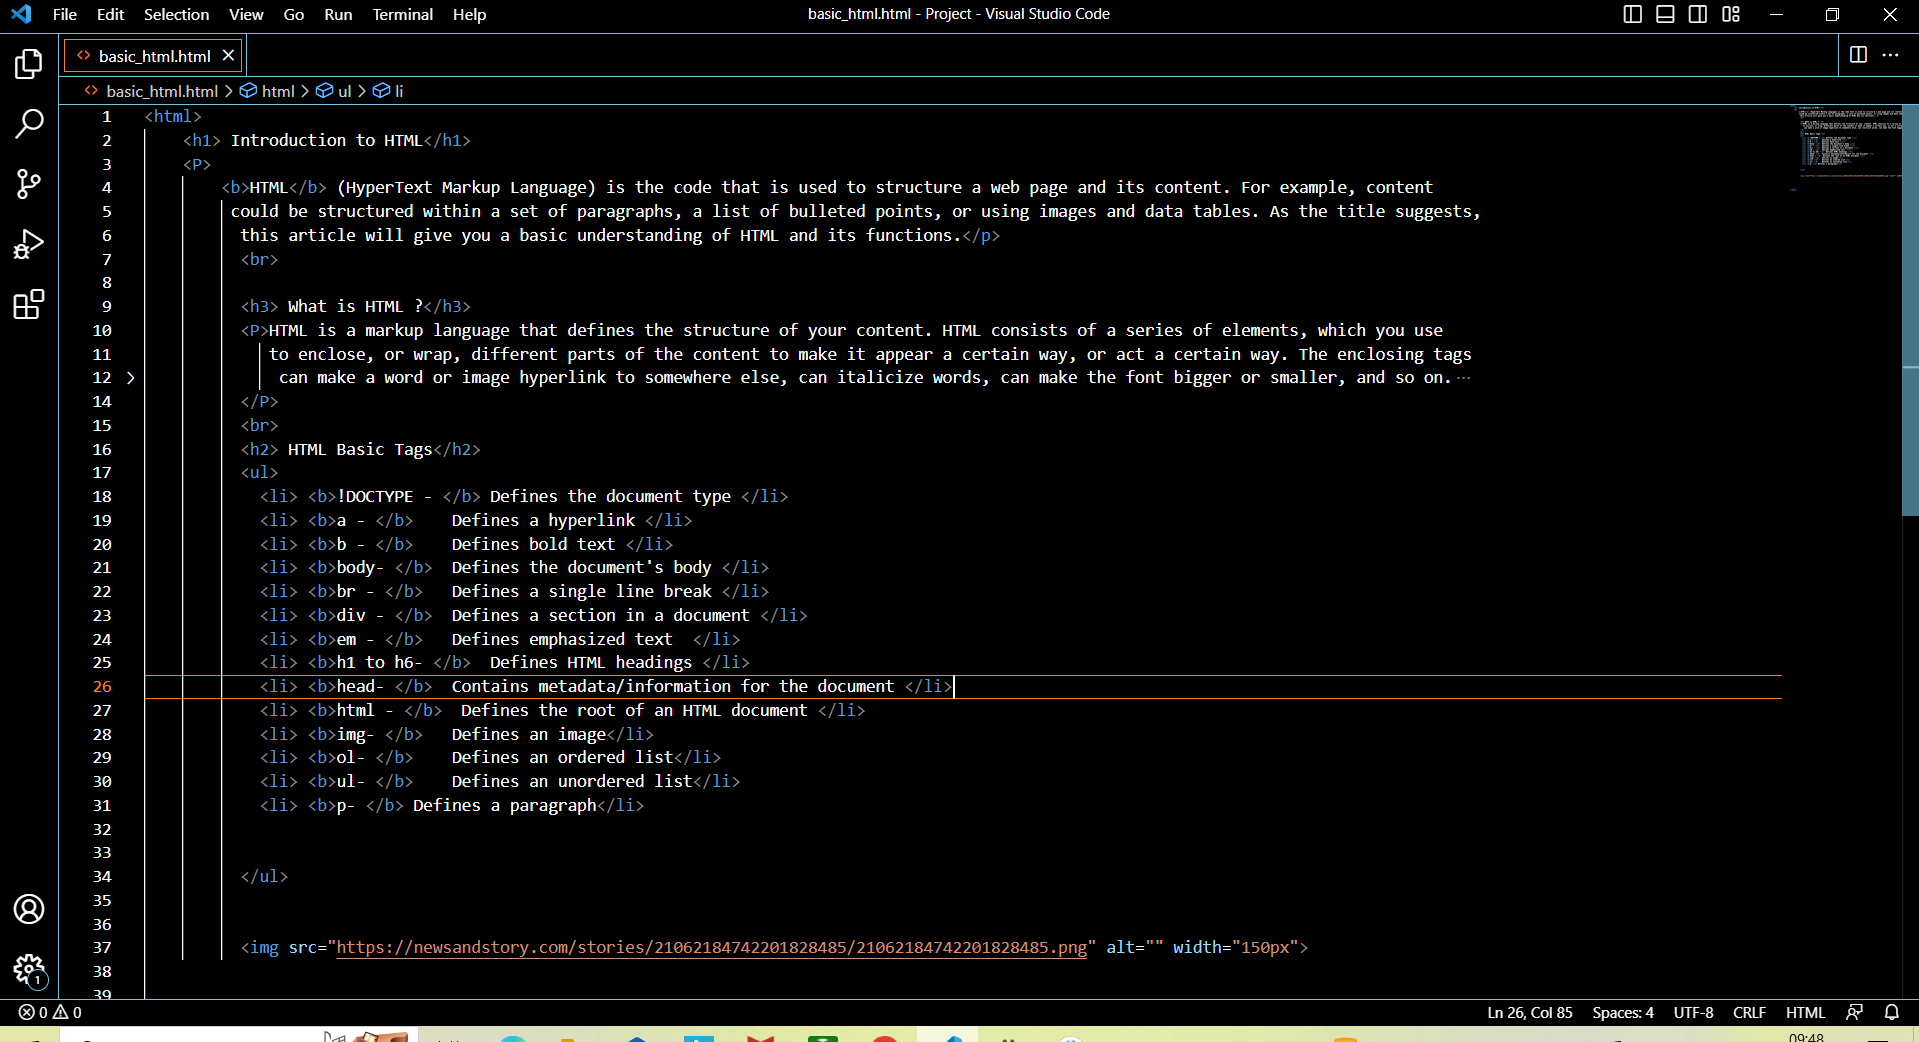 File Edit Selection View Go Run Terminal Help basic_html.html - Project - Visual Studio Code
basic_html.html
basic_html.html > html > ul > li
1 <html>
2 <h1> Introduction to HTML</h1>
3 <P>
4 <b>HTML</b> (HyperText Markup Language) is the code that is used to structure a web page and its content. For example, content
5 could be structured within a set of paragraphs, a list of bulleted points, or using images and data tables. As the title suggests,
6 this article will give you a basic understanding of HTML and its functions.</p>
7 <br>
8
9 <h3> What is HTML ?</h3>
10 <P>HTML is a markup language that defines the structure of your content. HTML consists of a series of elements, which you use
11 to enclose, or wrap, different parts of the content to make it appear a certain way, or act a certain way. The enclosing tags
12 can make a word or image hyperlink to somewhere else, can italicize words, can make the font bigger or smaller, and so on.···
14 </P>
15 <br>
16 <h2> HTML Basic Tags</h2>
17 <ul>
18 <li> <b>!DOCTYPE - </b> Defines the document type </li>
19 <li> <b>a - </b>    Defines a hyperlink </li>
20 <li> <b>b - </b>    Defines bold text </li>
21 <li> <b>body- </b>  Defines the document's body </li>
22 <li> <b>br - </b>   Defines a single line break </li>
23 <li> <b>div - </b>  Defines a section in a document </li>
24 <li> <b>em - </b>   Defines emphasized text  </li>
25 <li> <b>h1 to h6- </b>  Defines HTML headings </li>
26 <li> <b>head- </b>  Contains metadata/information for the document </li>
27 <li> <b>html - </b>  Defines the root of an HTML document </li>
28 <li> <b>img- </b>   Defines an image</li>
29 <li> <b>ol- </b>    Defines an ordered list</li>
30 <li> <b>ul- </b>    Defines an unordered list</li>
31 <li> <b>p- </b> Defines a paragraph</li>
32
33
34 </ul>
35
36
37 <img src="https://newsandstory.com/stories/21062184742201828485/21062184742201828485.png" alt="" width="150px">
38
39
1
0 0 Ln 26, Col 85 Spaces: 4 UTF-8 CRLF HTML
09:48